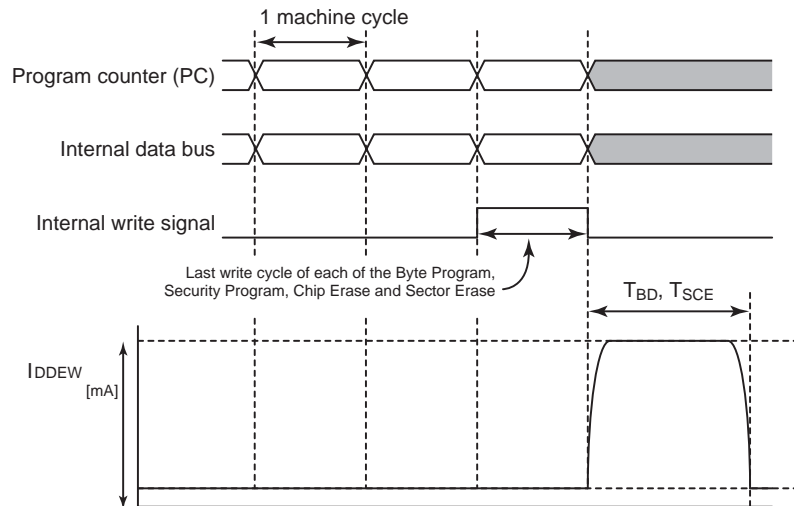 1 machine cycle
Program counter (PC)
Internal data bus
Internal write signal
Last write cycle of each of the Byte Program,
Security Program, Chip Erase and Sector Erase
TBD, TSCE
IDDEW
[mA]